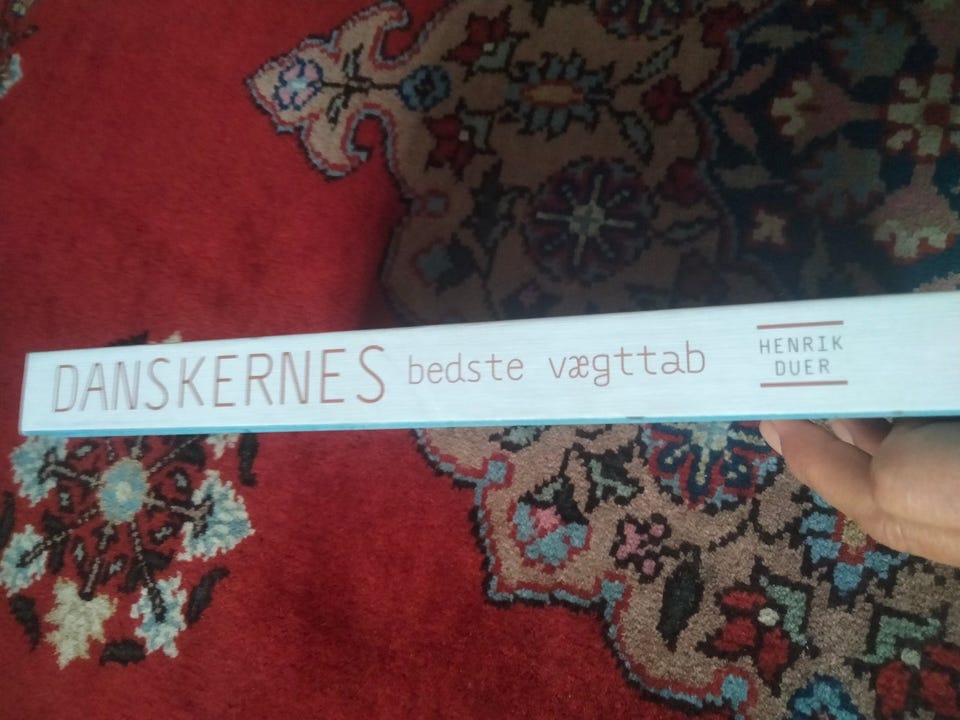 DANSKERNES bedste vægttab
HENRIK
DUER